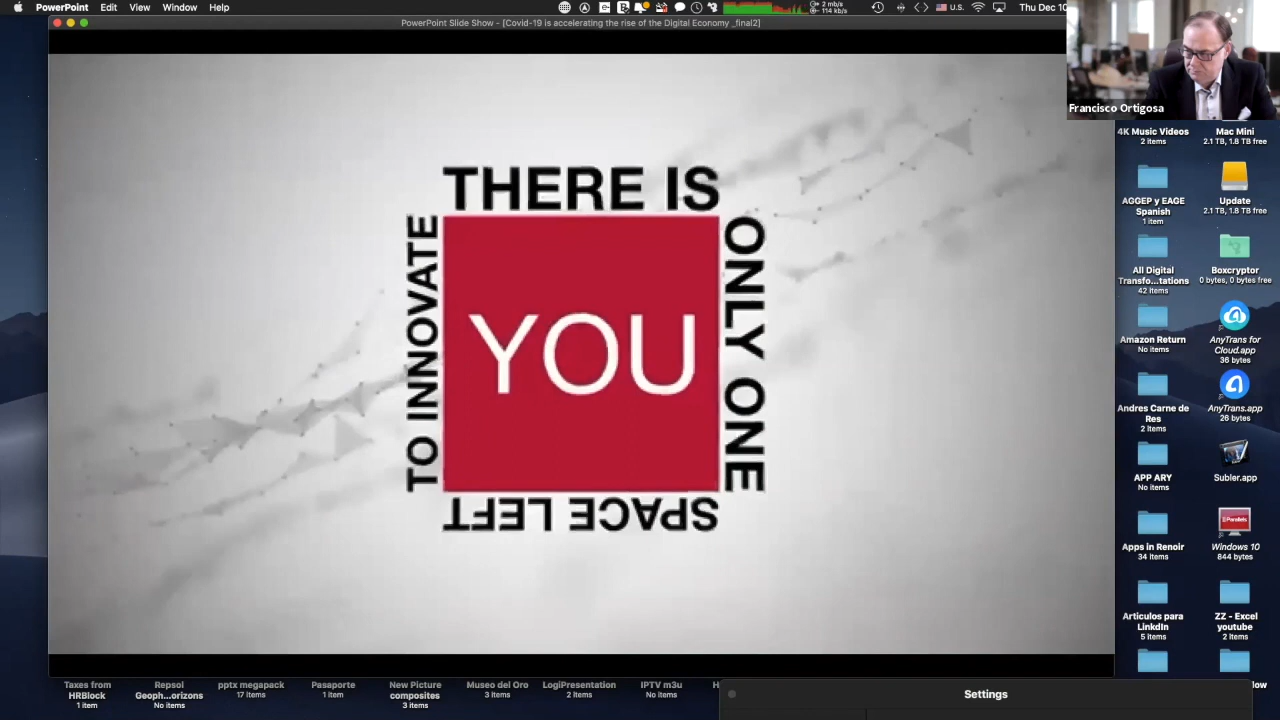 PowerPoint Edit View Window Help
2 mb/s
114 kb/s
U.S.
Thu Dec 10
PowerPoint Slide Show - [Covid-19 is accelerating the rise of the Digital Economy _final2]
Francisco Ortigosa
THERE IS
ONLY ONE
SPACE LEFT
TO INNOVATE
YOU
4K Music Videos
2 items
Mac Mini
2.1 TB, 1.8 TB free
AGGEP y EAGE
Spanish
1 item
Update
2.1 TB, 1.8 TB free
All Digital
Transfo...tations
42 items
Boxcryptor
0 bytes, 0 bytes free
Amazon Return
No items
AnyTrans for
Cloud.app
36 bytes
Andres Carne de
Res
2 items
AnyTrans.app
26 bytes
APP ARY
No items
Subler.app
Apps in Renoir
34 items
Parallels
Windows 10
844 bytes
Articulos para
LinkdIn
5 items
ZZ - Excel
youtube
2 items
Taxes from
HRBlock
1 item
Repsol
Geoph...orizons
No items
pptx megapack
17 items
Pasaporte
1 item
New Picture
composites
3 items
Museo del Oro
3 items
LogiPresentation
2 items
IPTV m3u
No items
Settings